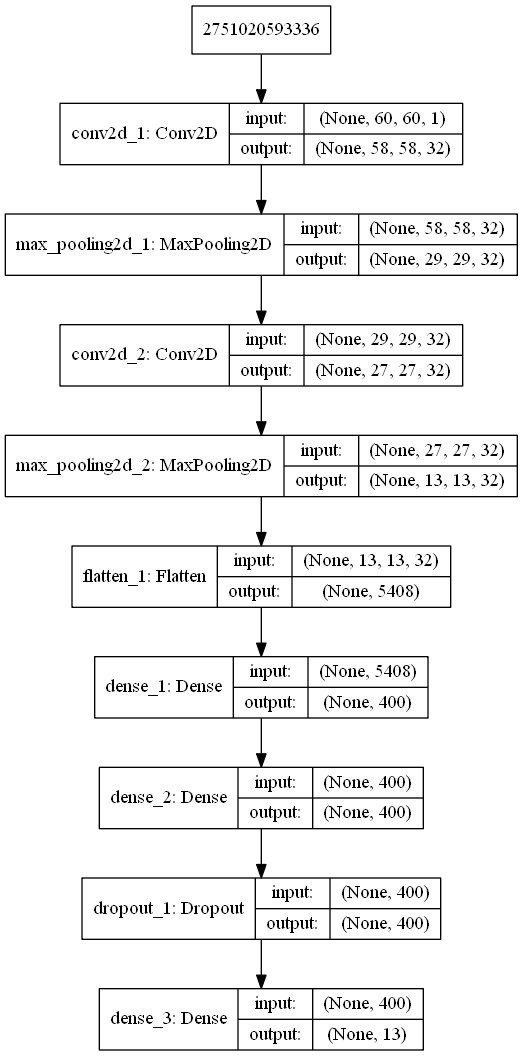 2751020593336
conv2d_1: Conv2D
input:
(None, 60, 60, 1)
output:
(None, 58, 58, 32)
max_pooling2d_1: MaxPooling2D
input:
(None, 58, 58, 32)
output:
(None, 29, 29, 32)
conv2d_2: Conv2D
input:
(None, 29, 29, 32)
output:
(None, 27, 27, 32)
max_pooling2d_2: MaxPooling2D
input:
(None, 27, 27, 32)
output:
(None, 13, 13, 32)
flatten_1: Flatten
input:
(None, 13, 13, 32)
output:
(None, 5408)
dense_1: Dense
input:
(None, 5408)
output:
(None, 400)
dense_2: Dense
input:
(None, 400)
output:
(None, 400)
dropout_1: Dropout
input:
(None, 400)
output:
(None, 400)
dense_3: Dense
input:
(None, 400)
output:
(None, 13)